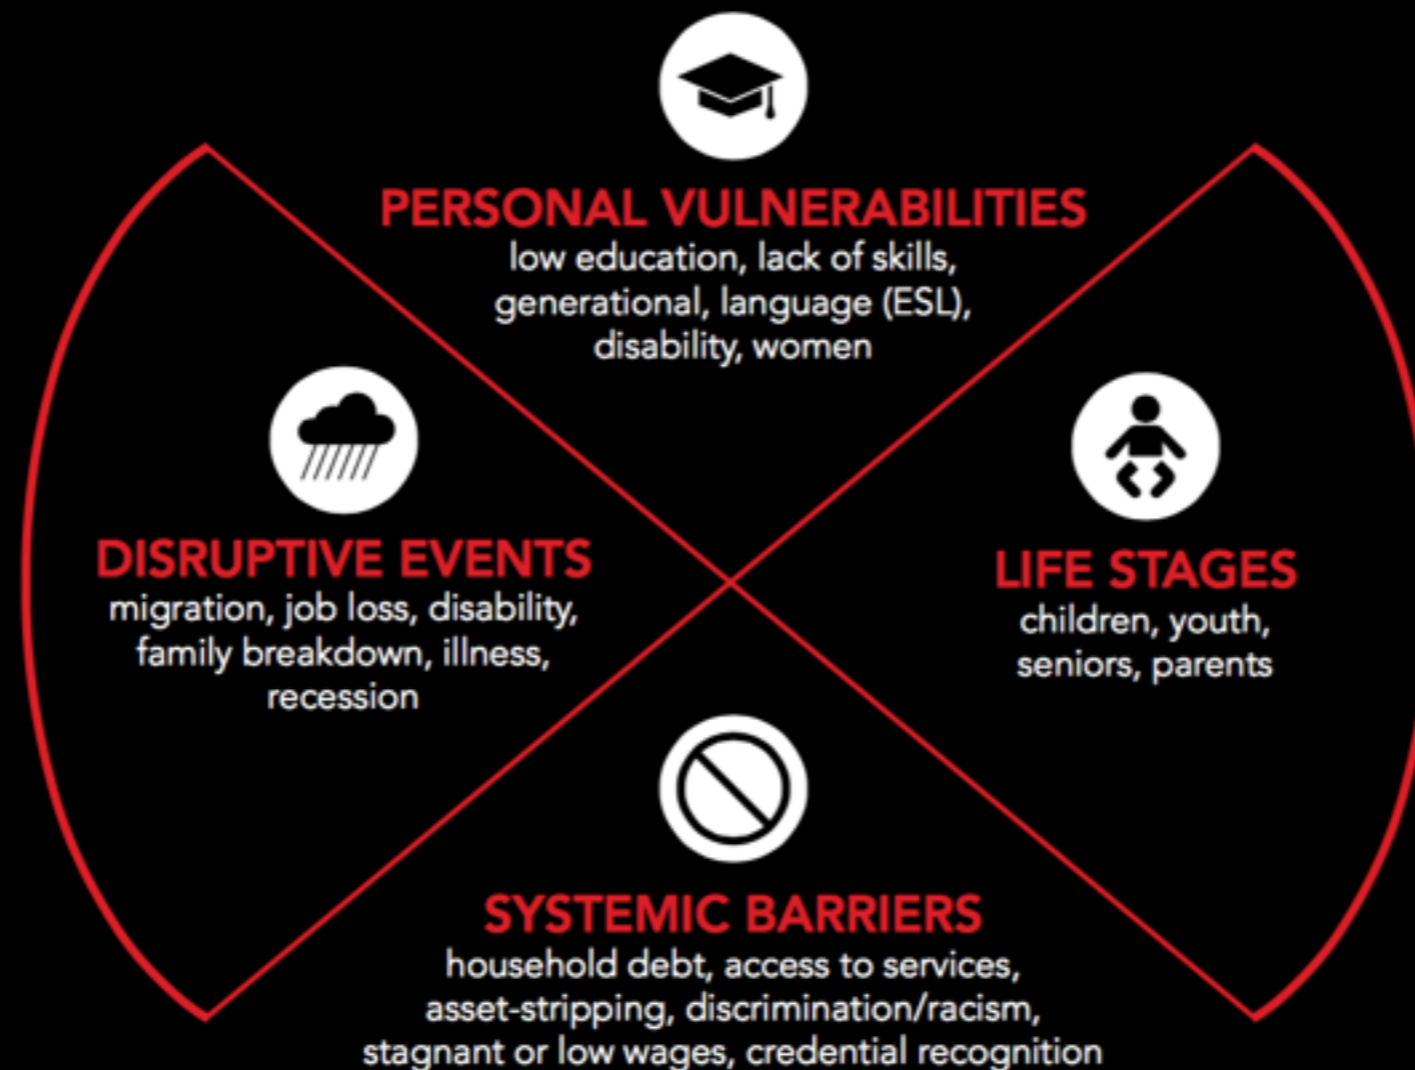 PERSONAL VULNERABILITIES
low education, lack of skills,
generational, language (ESL),
disability, women
DISRUPTIVE EVENTS
migration, job loss, disability,
family breakdown, illness,
recession
LIFE STAGES
children, youth,
seniors, parents
SYSTEMIC BARRIERS
household debt, access to services,
asset-stripping, discrimination/racism,
stagnant or low wages, credential recognition